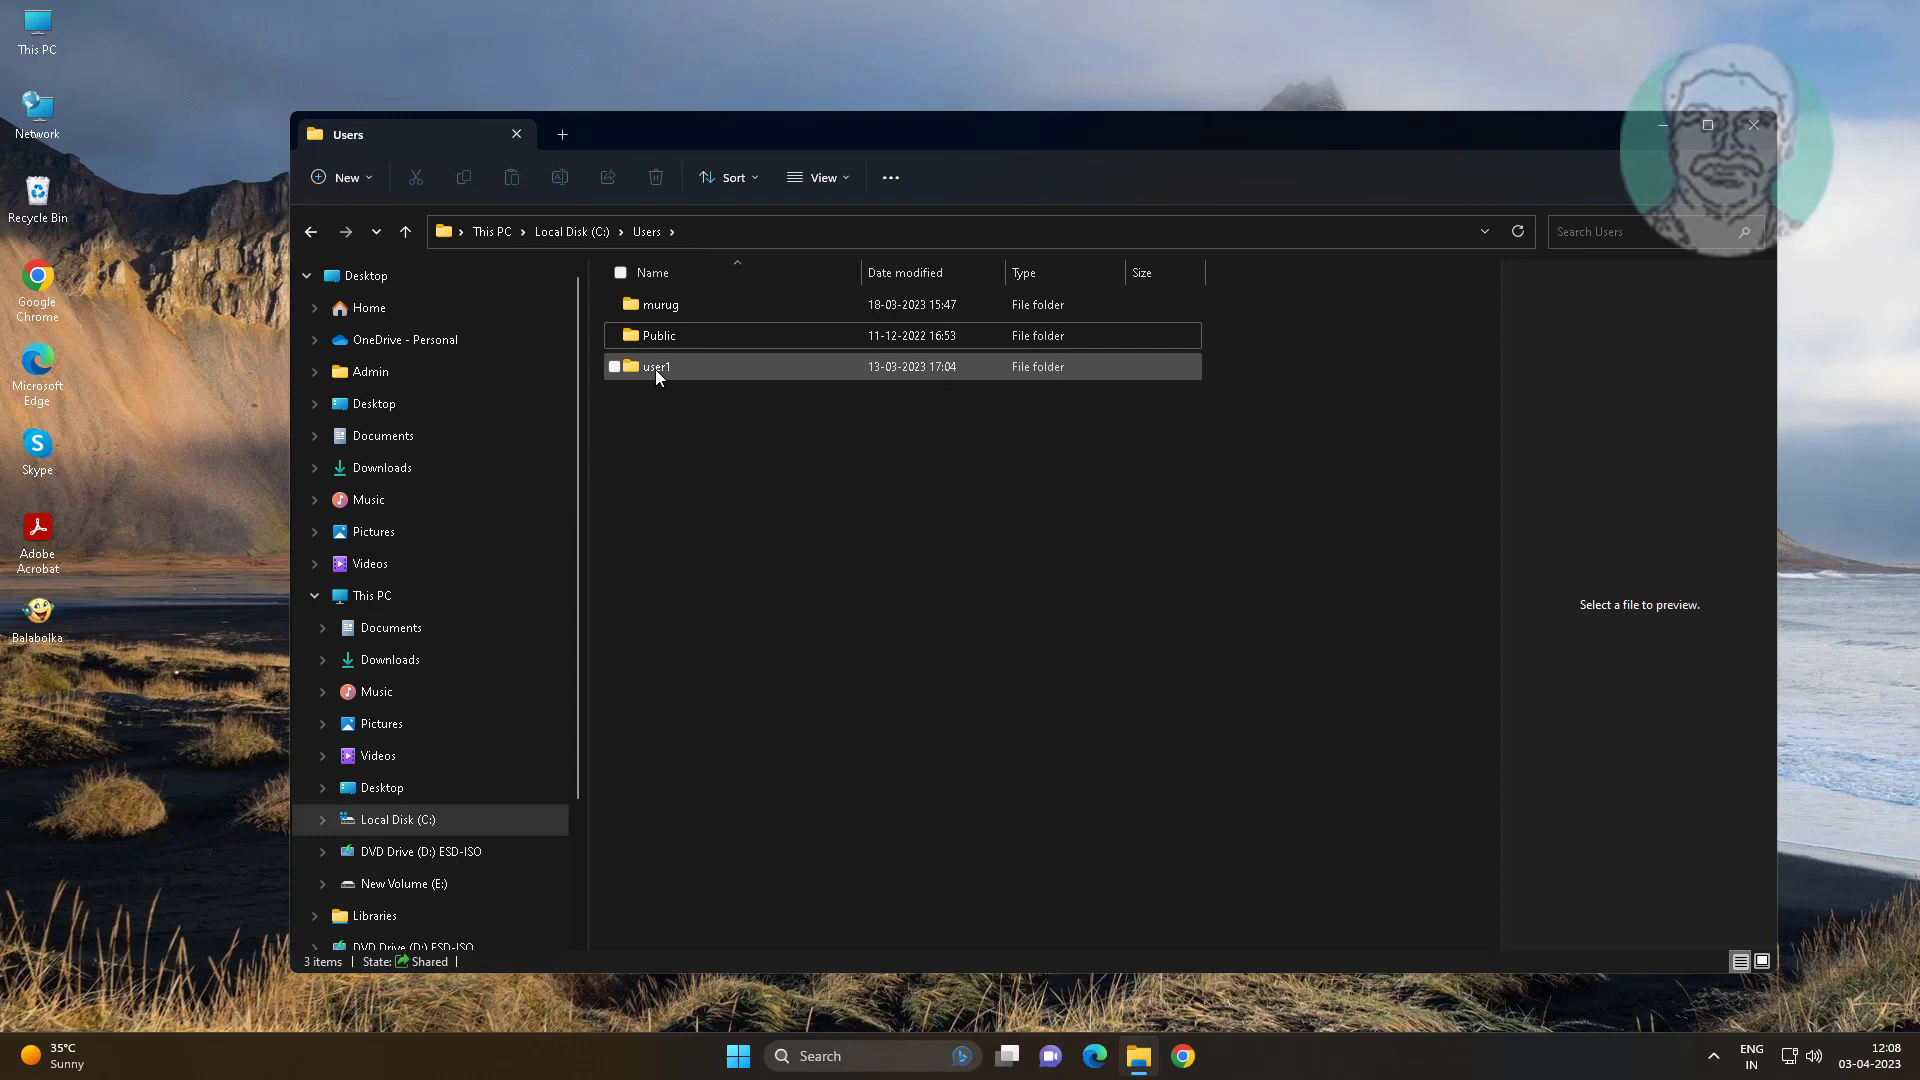 This PC
Network
Recycle Bin
Google
Chrome
Microsoft
Edge
Skype
Adobe
Acrobat
Balabolka
Users
New
Sort
View
This PC
Local Disk (C:)
Users
Search Users
Desktop
Home
OneDrive - Personal
Admin
Desktop
Documents
Downloads
Music
Pictures
Videos
This PC
Documents
Downloads
Music
Pictures
Videos
Desktop
Local Disk (C:)
DVD Drive (D:) ESD-ISO
New Volume (E:)
Libraries
DVD Drive (D:) ESD-ISO
Name Date modified Type Size
murug 18-03-2023 15:47 File folder
Public 11-12-2022 16:53 File folder
user1 13-03-2023 17:04 File folder
Select a file to preview.
3 items State: Shared
35°C
Sunny
Search
ENG
IN
12:08
03-04-2023